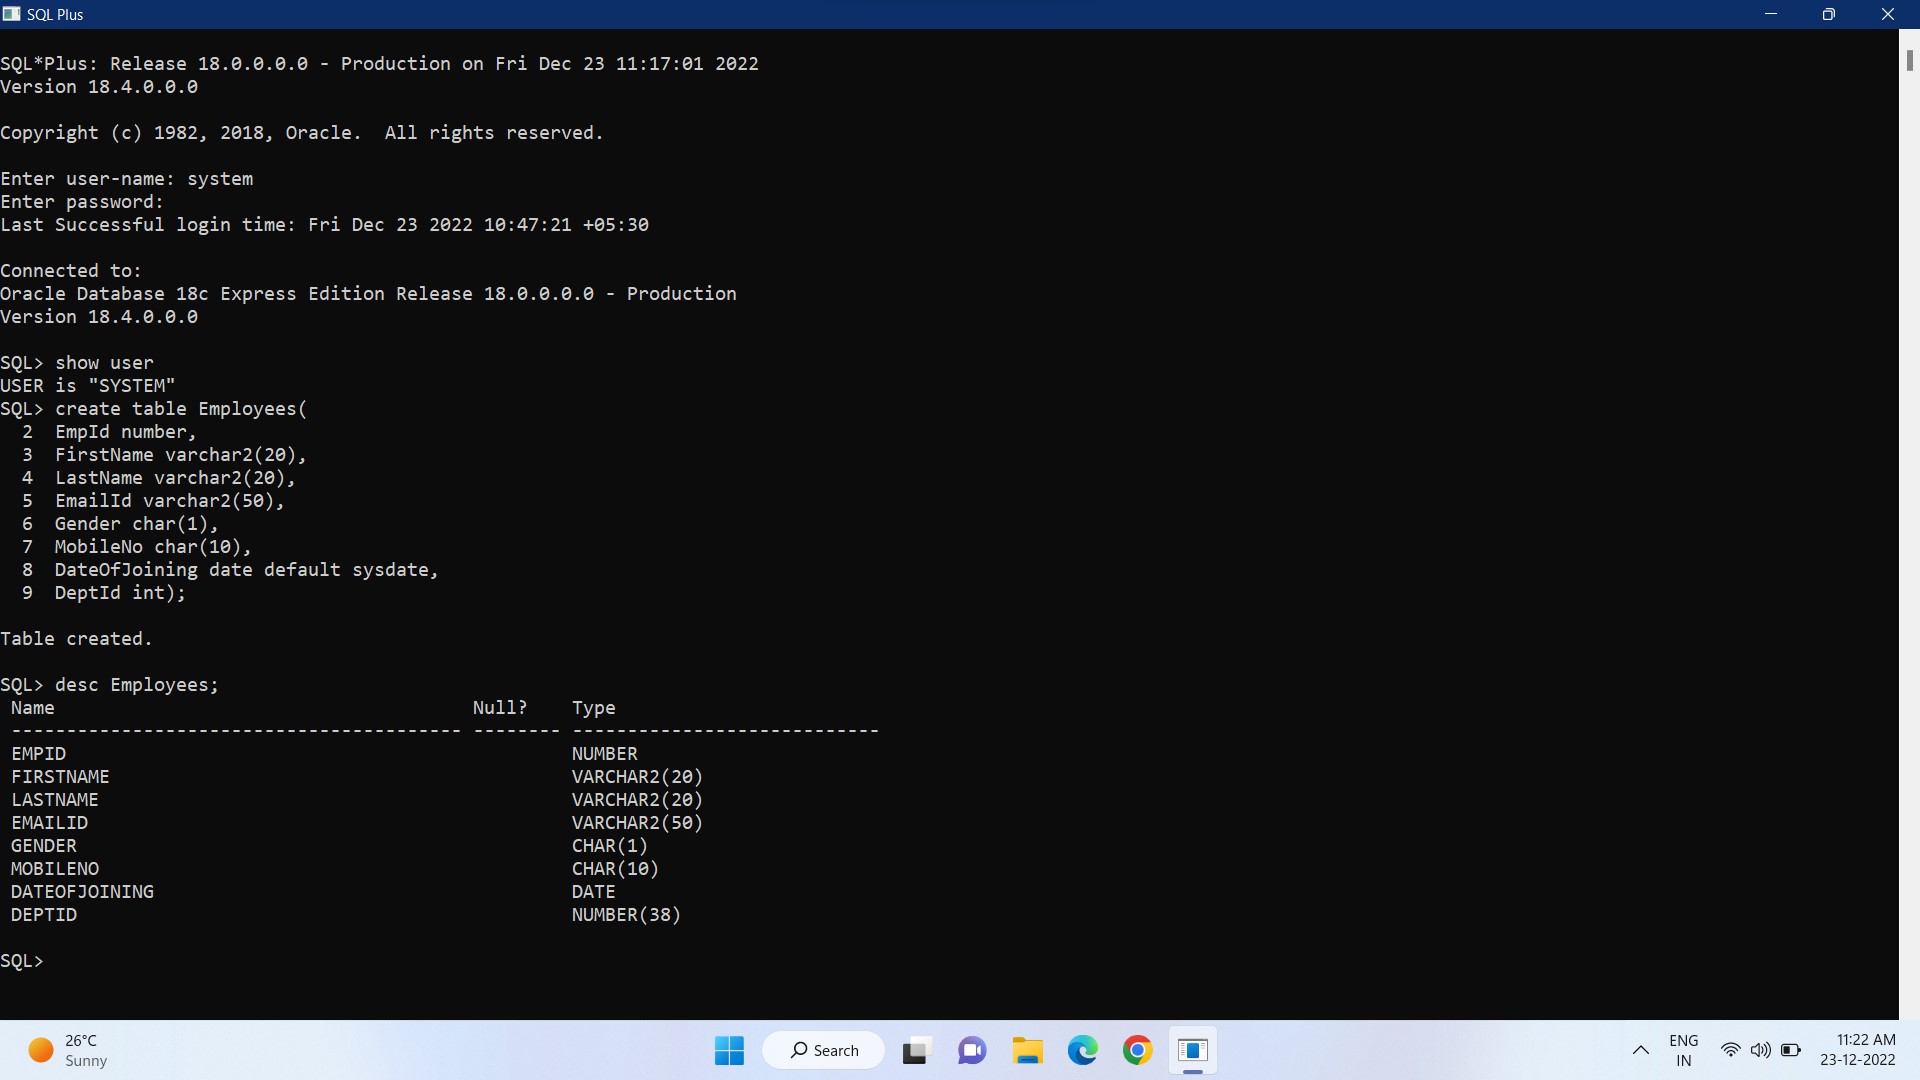 SQL Plus
SQL*Plus: Release 18.0.0.0.0 - Production on Fri Dec 23 11:17:01 2022
Version 18.4.0.0.0
Copyright (c) 1982, 2018, Oracle.  All rights reserved.
Enter user-name: system
Enter password:
Last Successful login time: Fri Dec 23 2022 10:47:21 +05:30
Connected to:
Oracle Database 18c Express Edition Release 18.0.0.0.0 - Production
Version 18.4.0.0.0
SQL> show user
USER is "SYSTEM"
SQL> create table Employees(
  2  EmpId number,
  3  FirstName varchar2(20),
  4  LastName varchar2(20),
  5  EmailId varchar2(50),
  6  Gender char(1),
  7  MobileNo char(10),
  8  DateOfJoining date default sysdate,
  9  DeptId int);
Table created.
SQL> desc Employees;
 Name                                      Null?    Type
 ----------------------------------------- -------- ----------------------------
 EMPID                                              NUMBER
 FIRSTNAME                                          VARCHAR2(20)
 LASTNAME                                           VARCHAR2(20)
 EMAILID                                            VARCHAR2(50)
 GENDER                                             CHAR(1)
 MOBILENO                                           CHAR(10)
 DATEOFJOINING                                      DATE
 DEPTID                                             NUMBER(38)
SQL>
26°C
Sunny
Search
ENG
IN
11:22 AM
23-12-2022